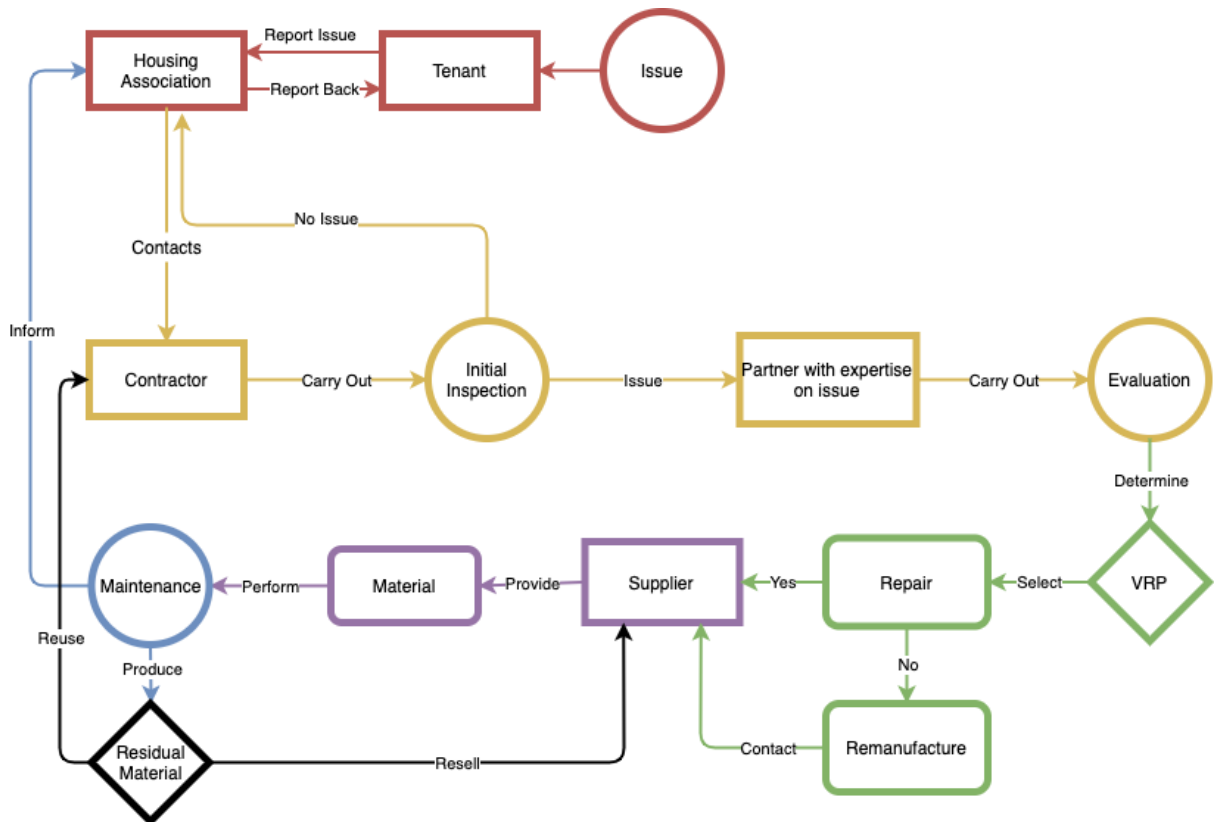 Report Issue
Housing
Association
Tenant
Issue
Report Back
No Issue
Contacts
Inform
Contractor
Carry Out
Initial
Inspection
Issue
Partner with expertise
on issue
Carry Out
Evaluation
Determine
Maintenance
Perform
Material
Provide
Supplier
Yes
Repair
Select
VRP
Reuse
Produce
No
Residual
Material
Resell
Contact
Remanufacture